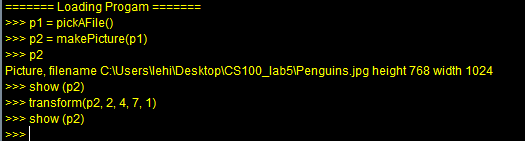 ======= Loading Progam =======
>>> p1 = pickAFile()
>>> p2 = makePicture(p1)
>>> p2
Picture, filename C:\Users\lehi\Desktop\CS100_lab5\Penguins.jpg height 768 width 1024
>>> show (p2)
>>> transform(p2, 2, 4, 7, 1)
>>> show (p2)
>>>